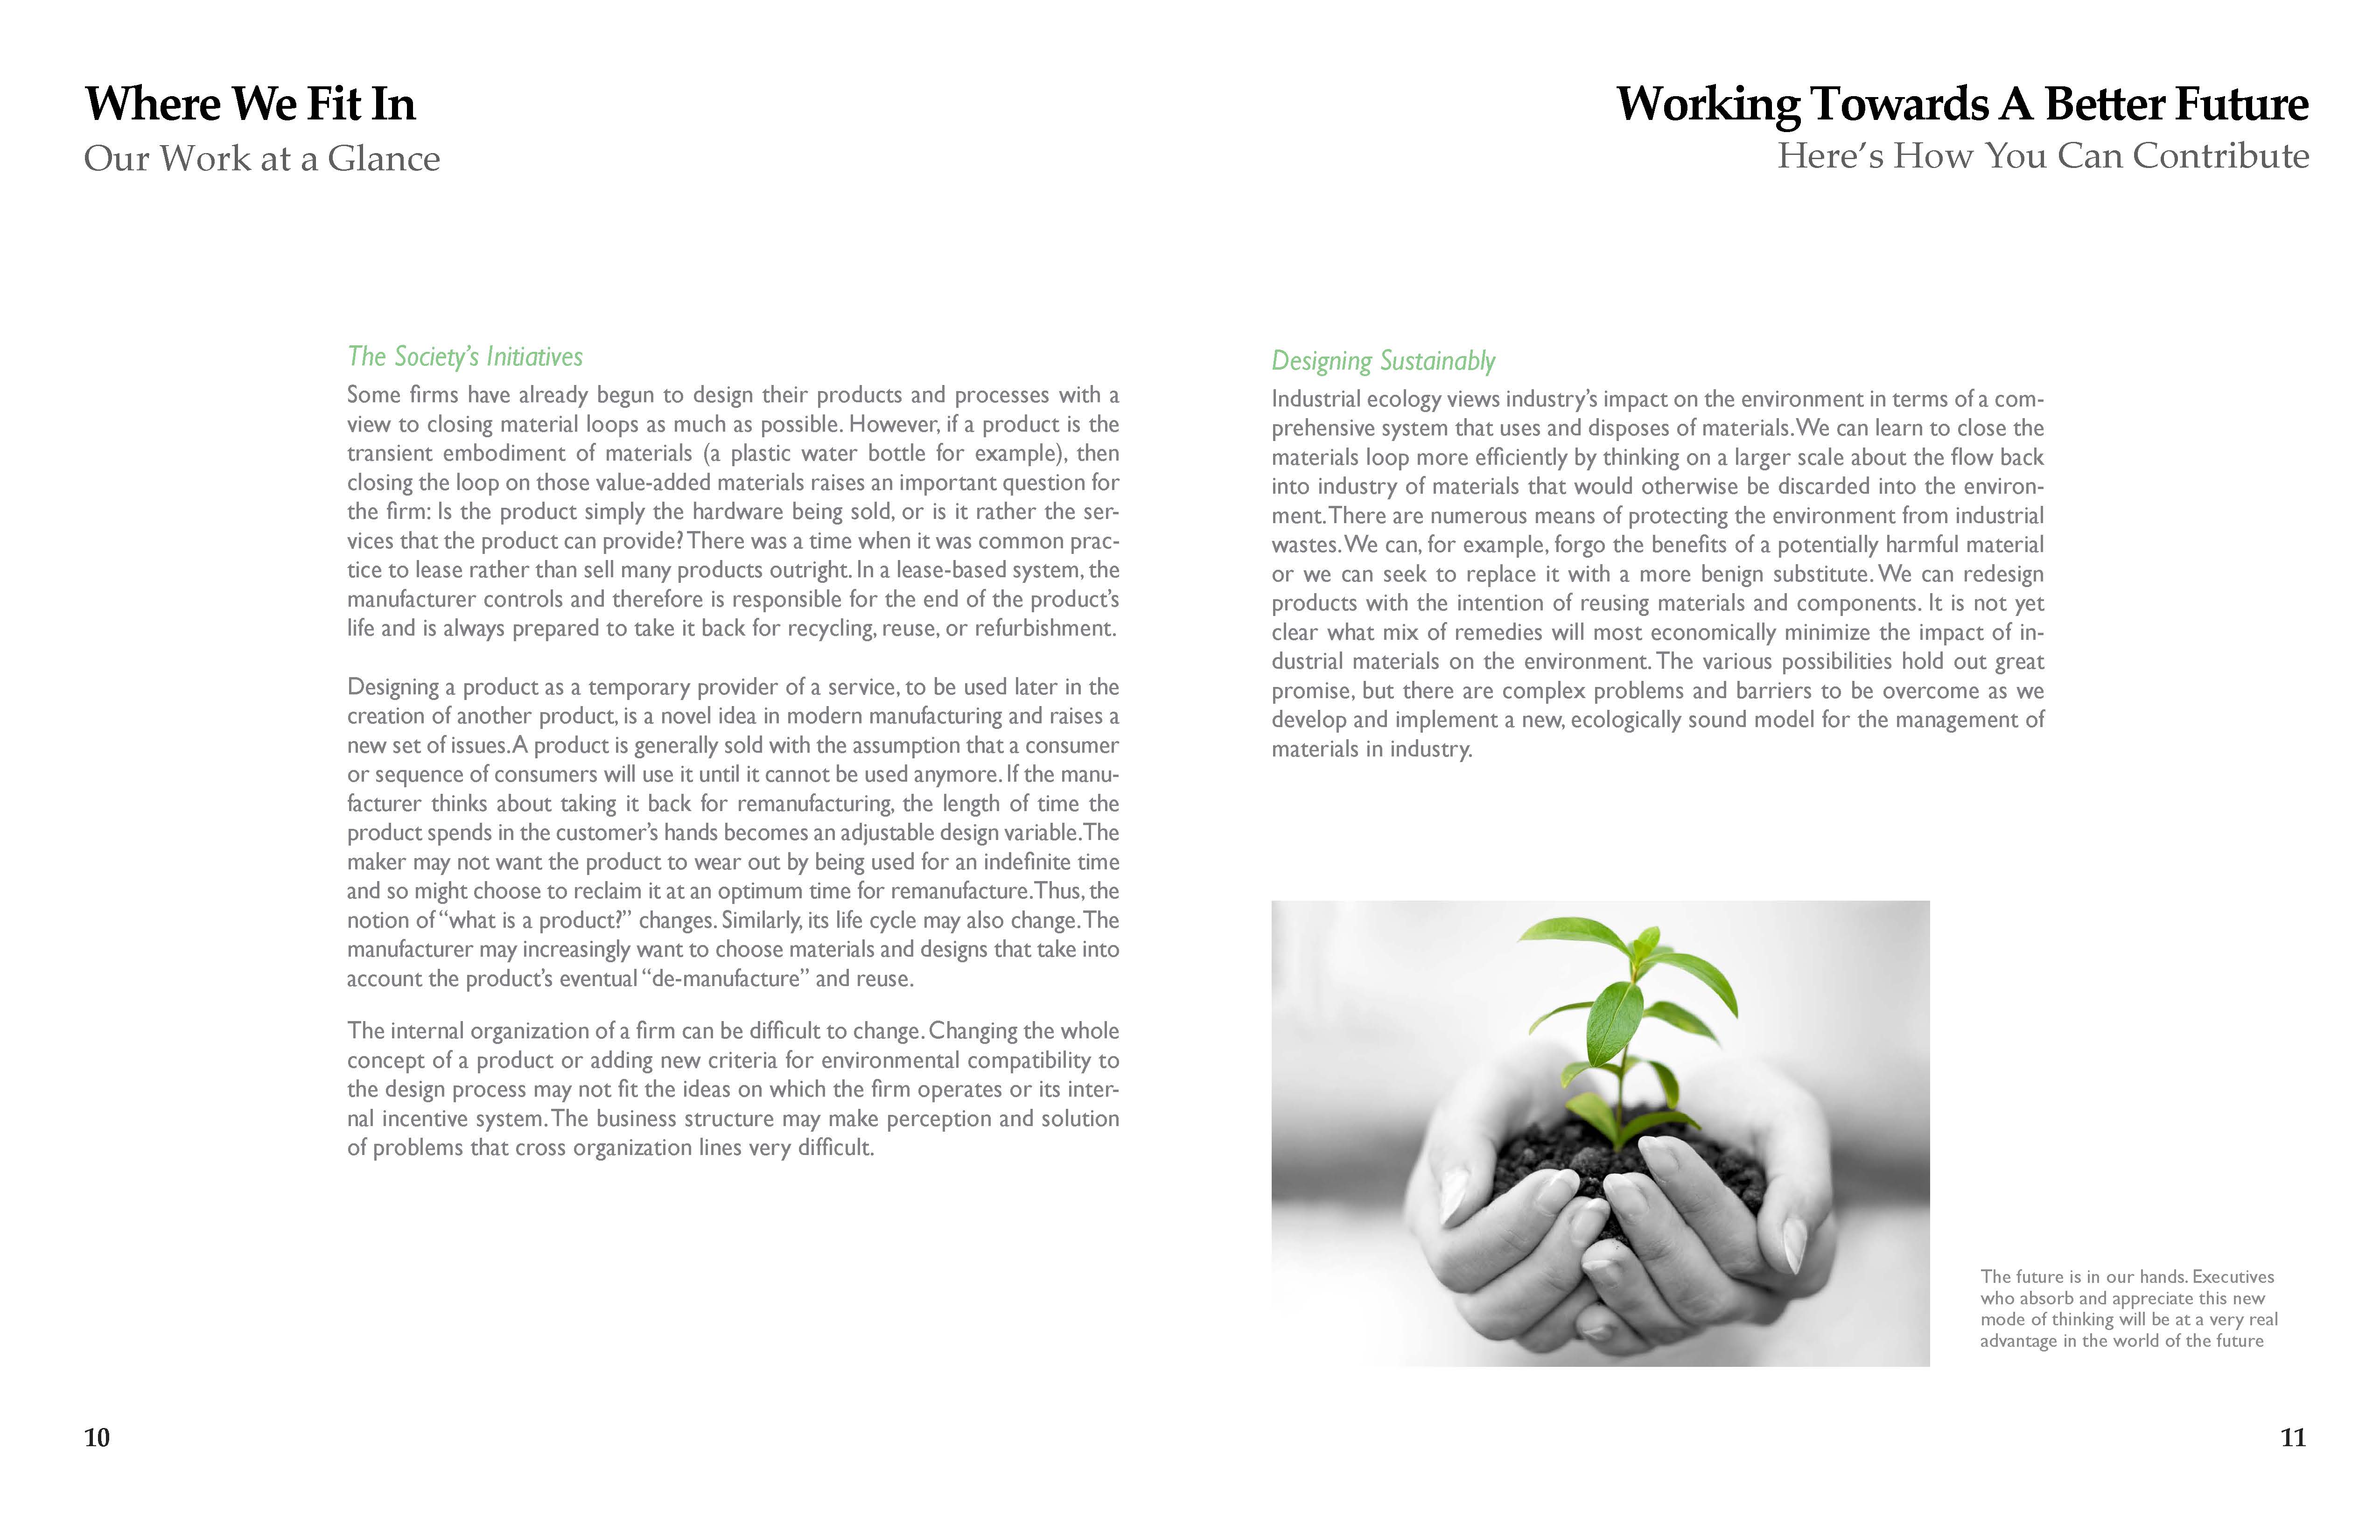 Where We Fit In
Our Work at a Glance
The Society’s Initiatives
Some firms have already begun to design their products and processes with a
view to closing material loops as much as possible. However, if a product is the
transient embodiment of materials (a plastic water bottle for example), then
closing the loop on those value-added materials raises an important question for
the firm: Is the product simply the hardware being sold, or is it rather the ser-
vices that the product can provide? There was a time when it was common prac-
tice to lease rather than sell many products outright. In a lease-based system, the
manufacturer controls and therefore is responsible for the end of the product’s
life and is always prepared to take it back for recycling, reuse, or refurbishment.
Designing a product as a temporary provider of a service, to be used later in the
creation of another product, is a novel idea in modern manufacturing and raises a
new set of issues. A product is generally sold with the assumption that a consumer
or sequence of consumers will use it until it cannot be used anymore. If the manu-
facturer thinks about taking it back for remanufacturing, the length of time the
product spends in the customer’s hands becomes an adjustable design variable. The
maker may not want the product to wear out by being used for an indefinite time
and so might choose to reclaim it at an optimum time for remanufacture. Thus, the
notion of “what is a product?” changes. Similarly, its life cycle may also change. The
manufacturer may increasingly want to choose materials and designs that take into
account the product’s eventual “de-manufacture” and reuse.
The internal organization of a firm can be difficult to change. Changing the whole
concept of a product or adding new criteria for environmental compatibility to
the design process may not fit the ideas on which the firm operates or its inter-
nal incentive system. The business structure may make perception and solution
of problems that cross organization lines very difficult.
10
Working Towards A Better Future
Here’s How You Can Contribute
Designing Sustainably
Industrial ecology views industry’s impact on the environment in terms of a com-
prehensive system that uses and disposes of materials. We can learn to close the
materials loop more efficiently by thinking on a larger scale about the flow back
into industry of materials that would otherwise be discarded into the environ-
ment. There are numerous means of protecting the environment from industrial
wastes. We can, for example, forgo the benefits of a potentially harmful material
or we can seek to replace it with a more benign substitute. We can redesign
products with the intention of reusing materials and components. It is not yet
clear what mix of remedies will most economically minimize the impact of in-
dustrial materials on the environment. The various possibilities hold out great
promise, but there are complex problems and barriers to be overcome as we
develop and implement a new, ecologically sound model for the management of
materials in industry.
The future is in our hands. Executives
who absorb and appreciate this new
mode of thinking will be at a very real
advantage in the world of the future
11